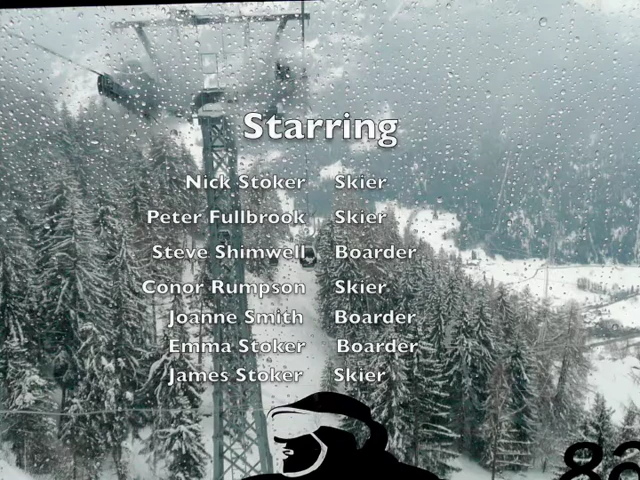 Starring
Nick Stoker Skier
Peter Fullbrook Skier
Steve Shimwell Boarder
Conor Rumpson Skier
Joanne Smith Boarder
Emma Stoker Boarder
James Stoker Skier